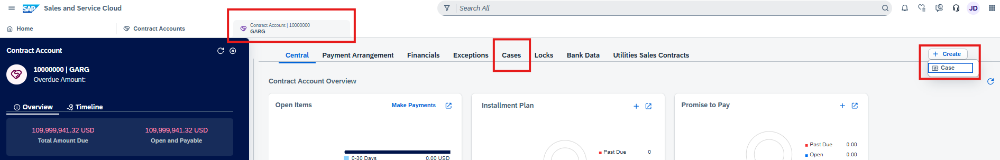 SAP Sales and Service Cloud
Search All
JD
Home
Contract Accounts
Contract Account | 10000000
GARG
Contract Account
10000000 | GARG
Overdue Amount:
Overview
Timeline
109,999,941.32 USD
Total Amount Due
109,999,941.32 USD
Open and Payable
Central Payment Arrangement Financials Exceptions Cases Locks Bank Data Utilities Sales Contracts
Create
Case
Contract Account Overview
Open Items
Make Payments
0-30 Days 0.00 USD
Installment Plan
Past Due 0
Promise to Pay
Past Due 0.00
Open 0.00